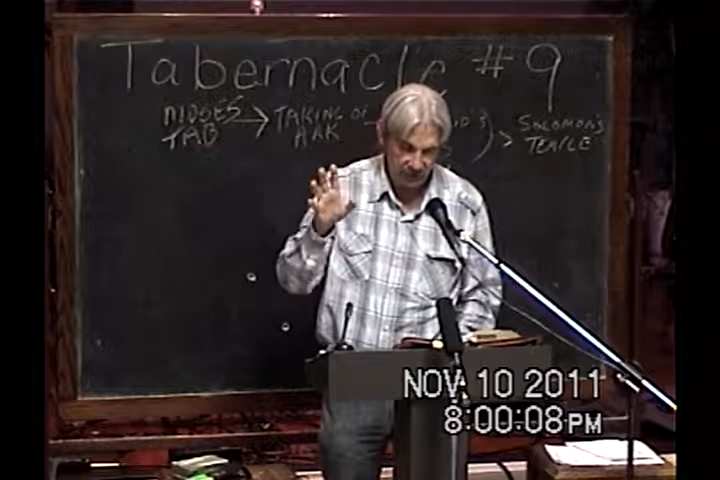 Tabernacle #9
MOSES → TAKING OF 'S > SOLOMON'S
TAB ARK TEMPLE
NOV 10 2011
8:00:08 PM